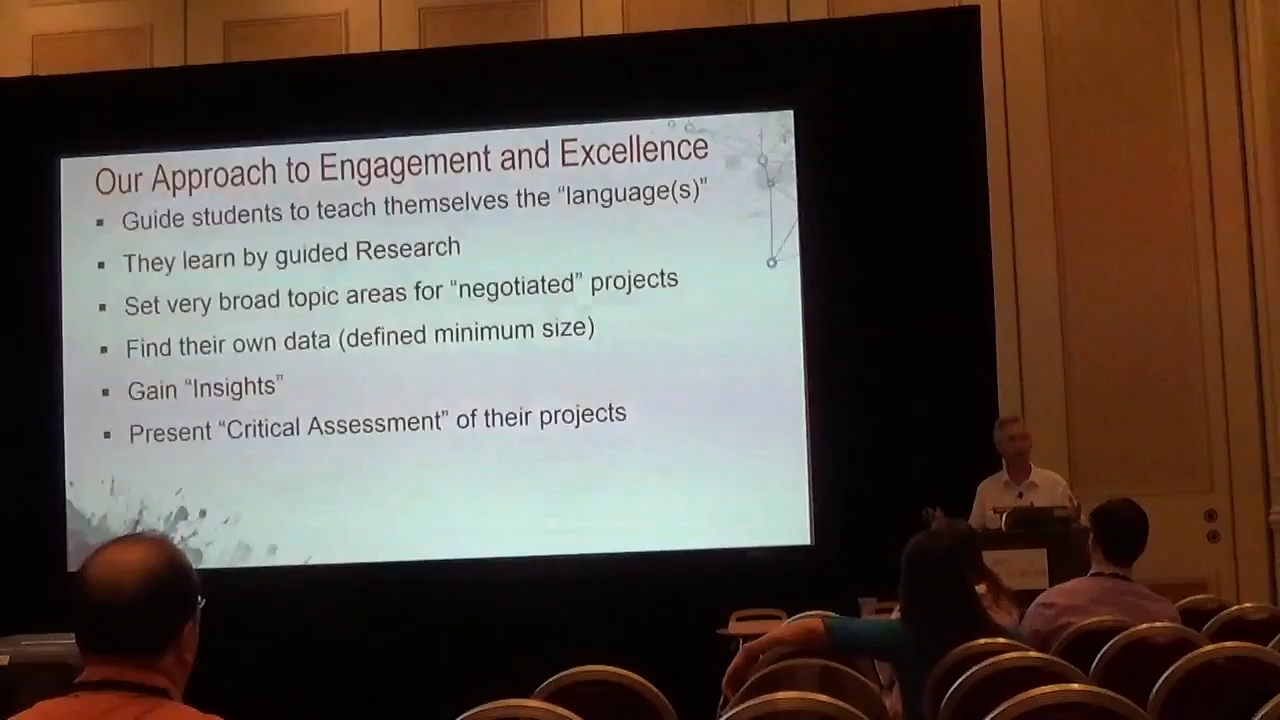 Our Approach to Engagement and Excellence
▪ Guide students to teach themselves the “language(s)”
▪ They learn by guided Research
▪ Set very broad topic areas for “negotiated” projects
▪ Find their own data (defined minimum size)
▪ Gain “Insights”
▪ Present “Critical Assessment” of their projects